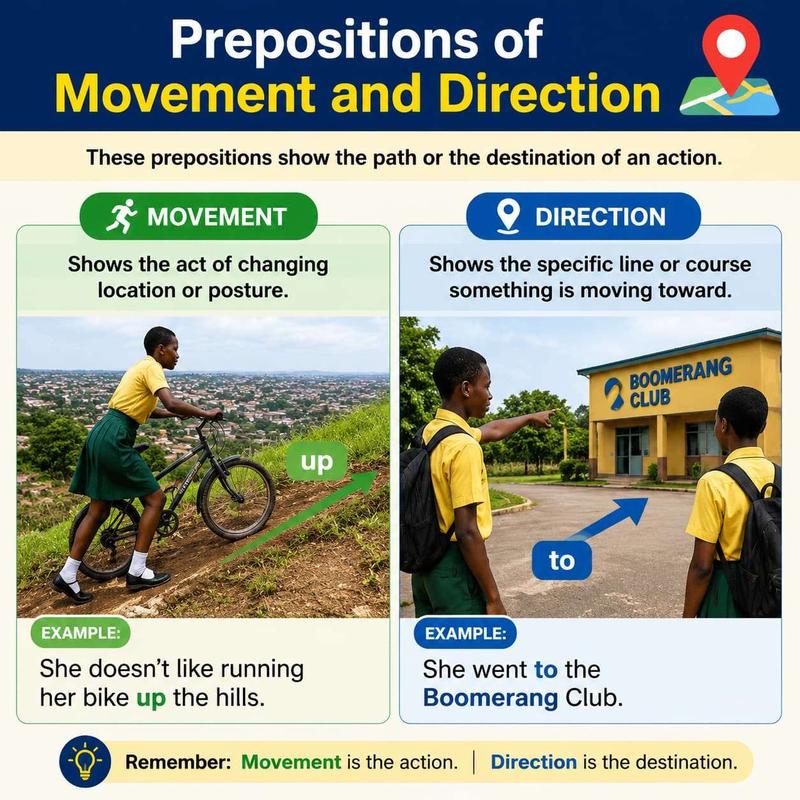 Prepositions of
Movement and Direction
These prepositions show the path or the destination of an action.
MOVEMENT
Shows the act of changing
location or posture.
up
EXAMPLE:
She doesn't like running
her bike up the hills.
DIRECTION
Shows the specific line or course
something is moving toward.
BOOMERANG
CLUB
to
EXAMPLE:
She went to the
Boomerang Club.
Remember: Movement is the action. | Direction is the destination.